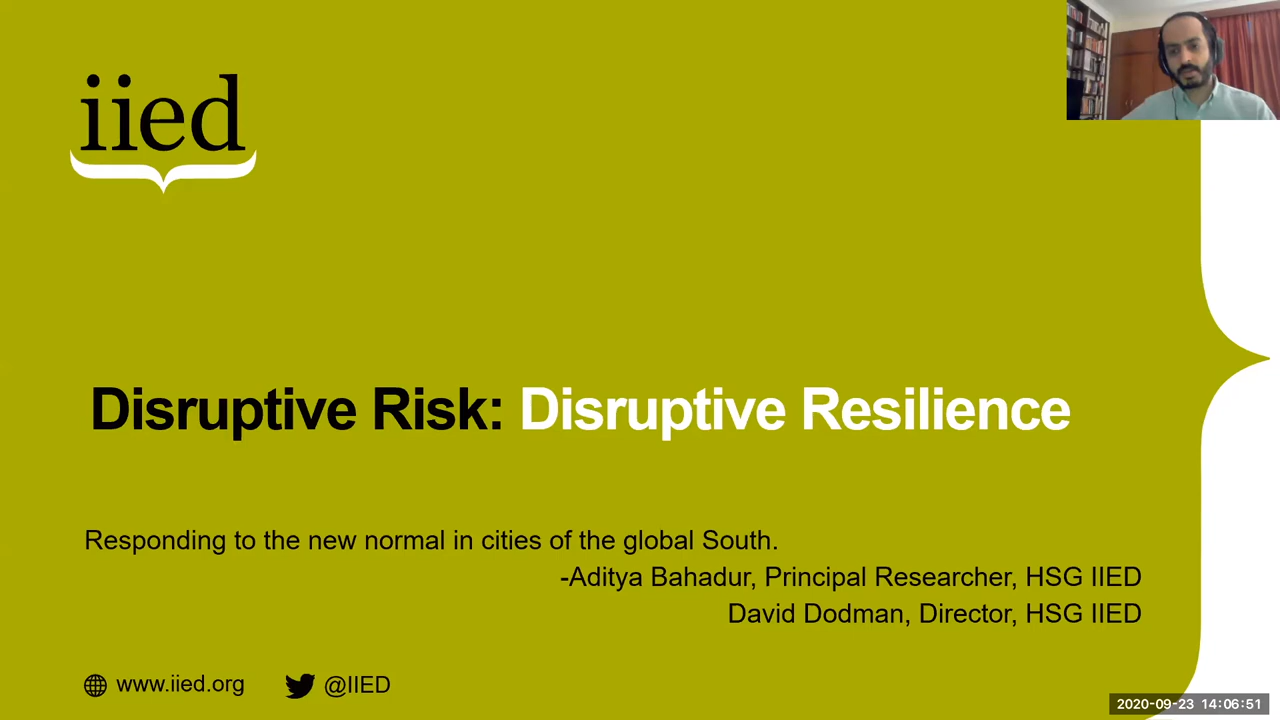 iied
Disruptive Risk: Disruptive Resilience
Responding to the new normal in cities of the global South.
-Aditya Bahadur, Principal Researcher, HSG IIED
David Dodman, Director, HSG IIED
www.iied.org @IIED
2020-09-23 14:06:51